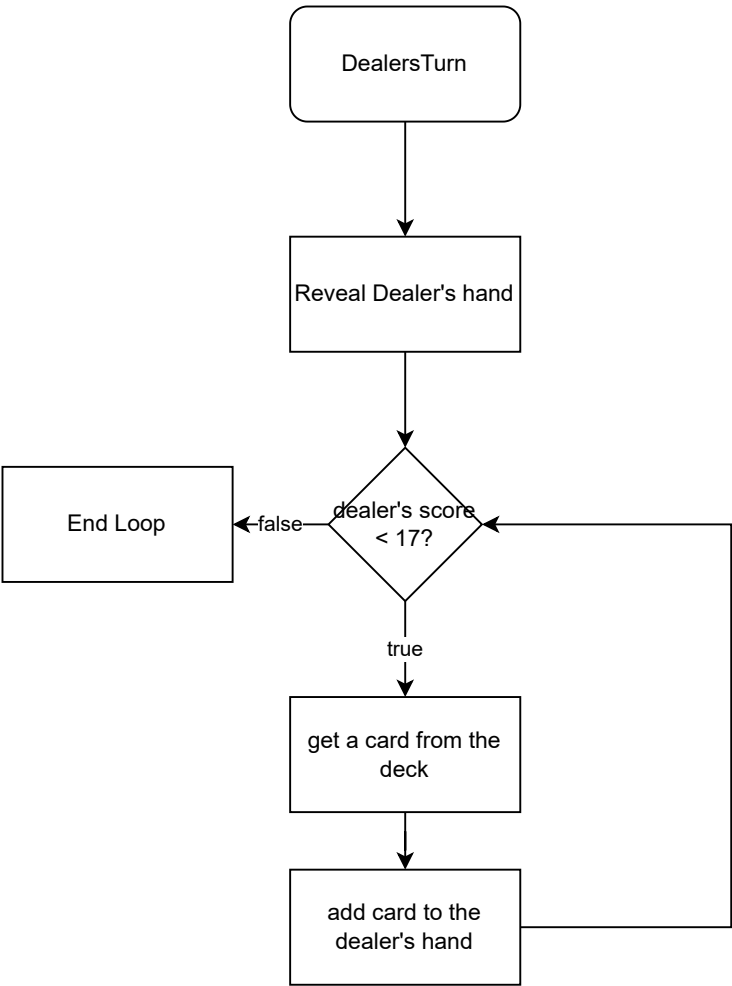 DealersTurn
Reveal Dealer's hand
dealer's score
< 17?
false
End Loop
true
get a card from the
deck
add card to the
dealer's hand